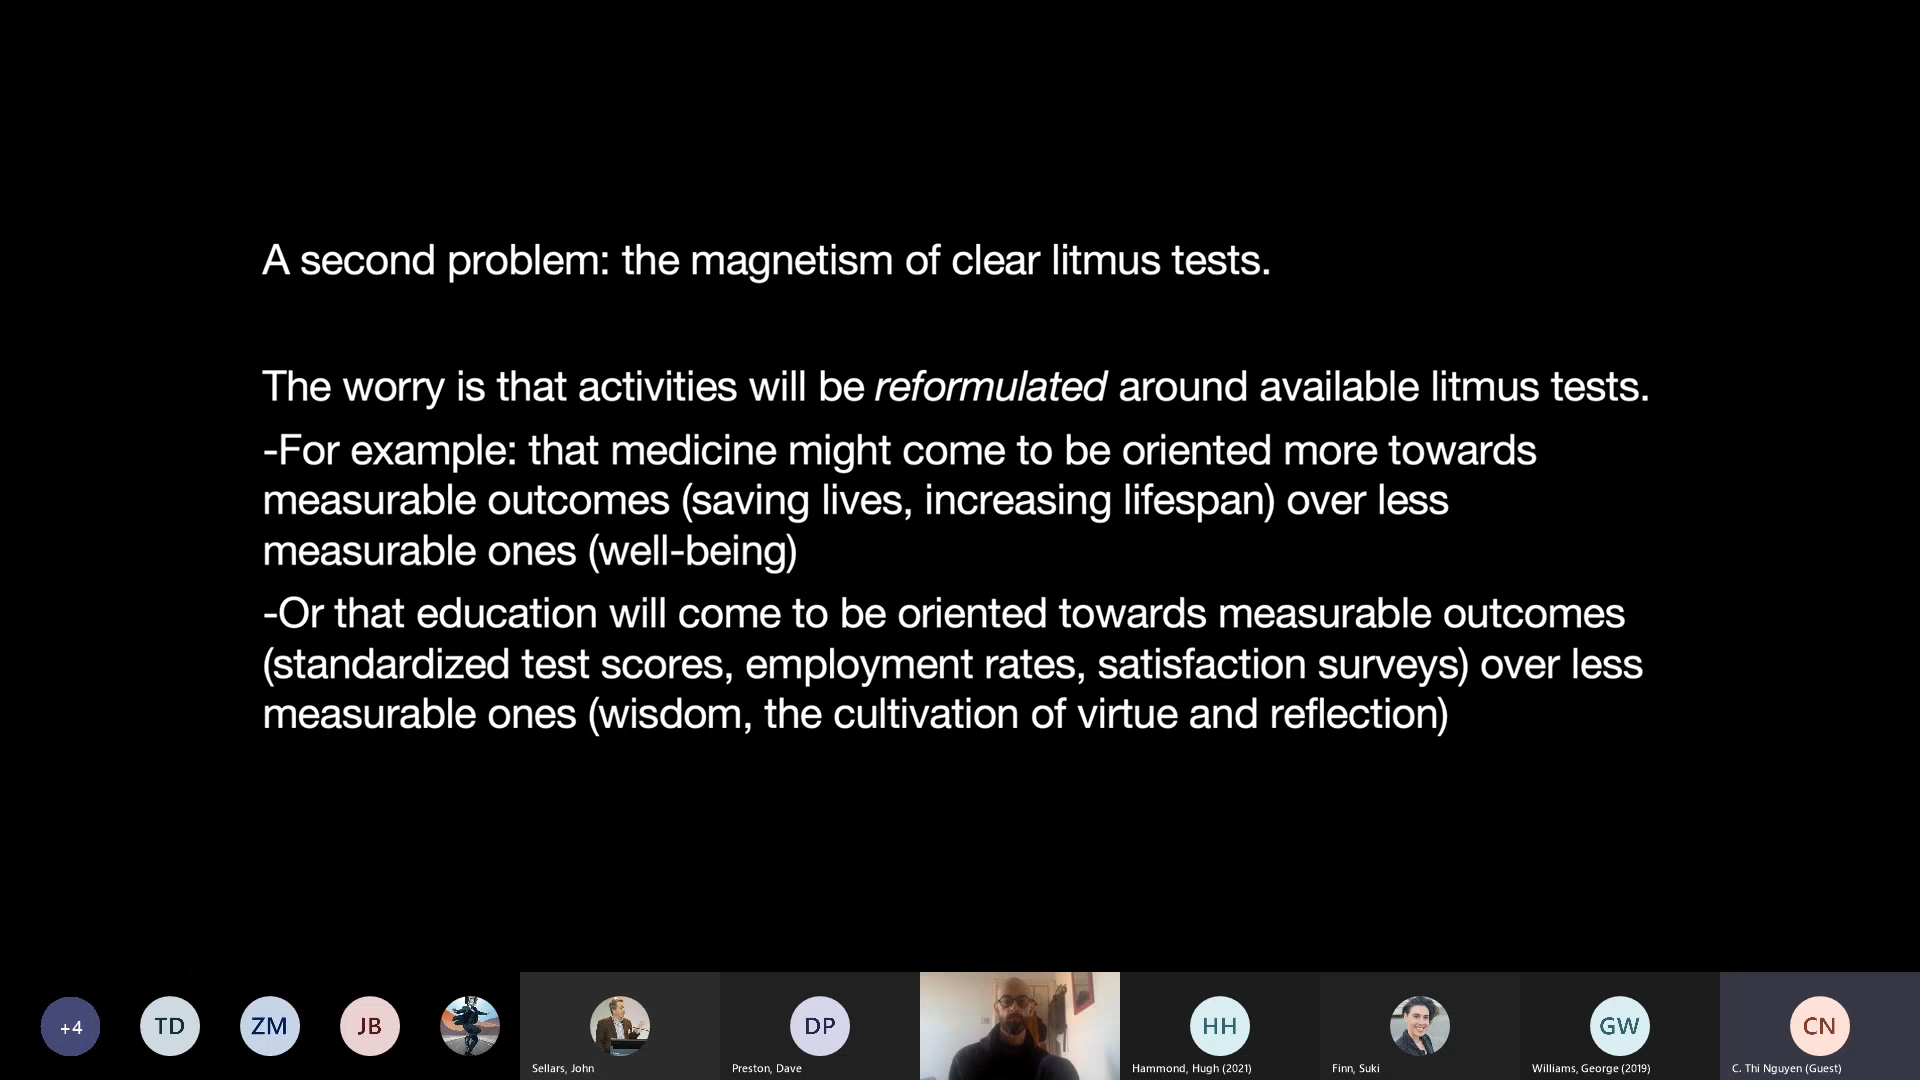 A second problem: the magnetism of clear litmus tests.
The worry is that activities will be reformulated around available litmus tests.
-For example: that medicine might come to be oriented more towards
measurable outcomes (saving lives, increasing lifespan) over less
measurable ones (well-being)
-Or that education will come to be oriented towards measurable outcomes
(standardized test scores, employment rates, satisfaction surveys) over less
measurable ones (wisdom, the cultivation of virtue and reflection)
+4
TD
ZM
JB
Sellars, John
DP
Preston, Dave
HH
Hammond, Hugh (2021)
Finn, Suki
GW
Williams, George (2019)
CN
C. Thi Nguyen (Guest)